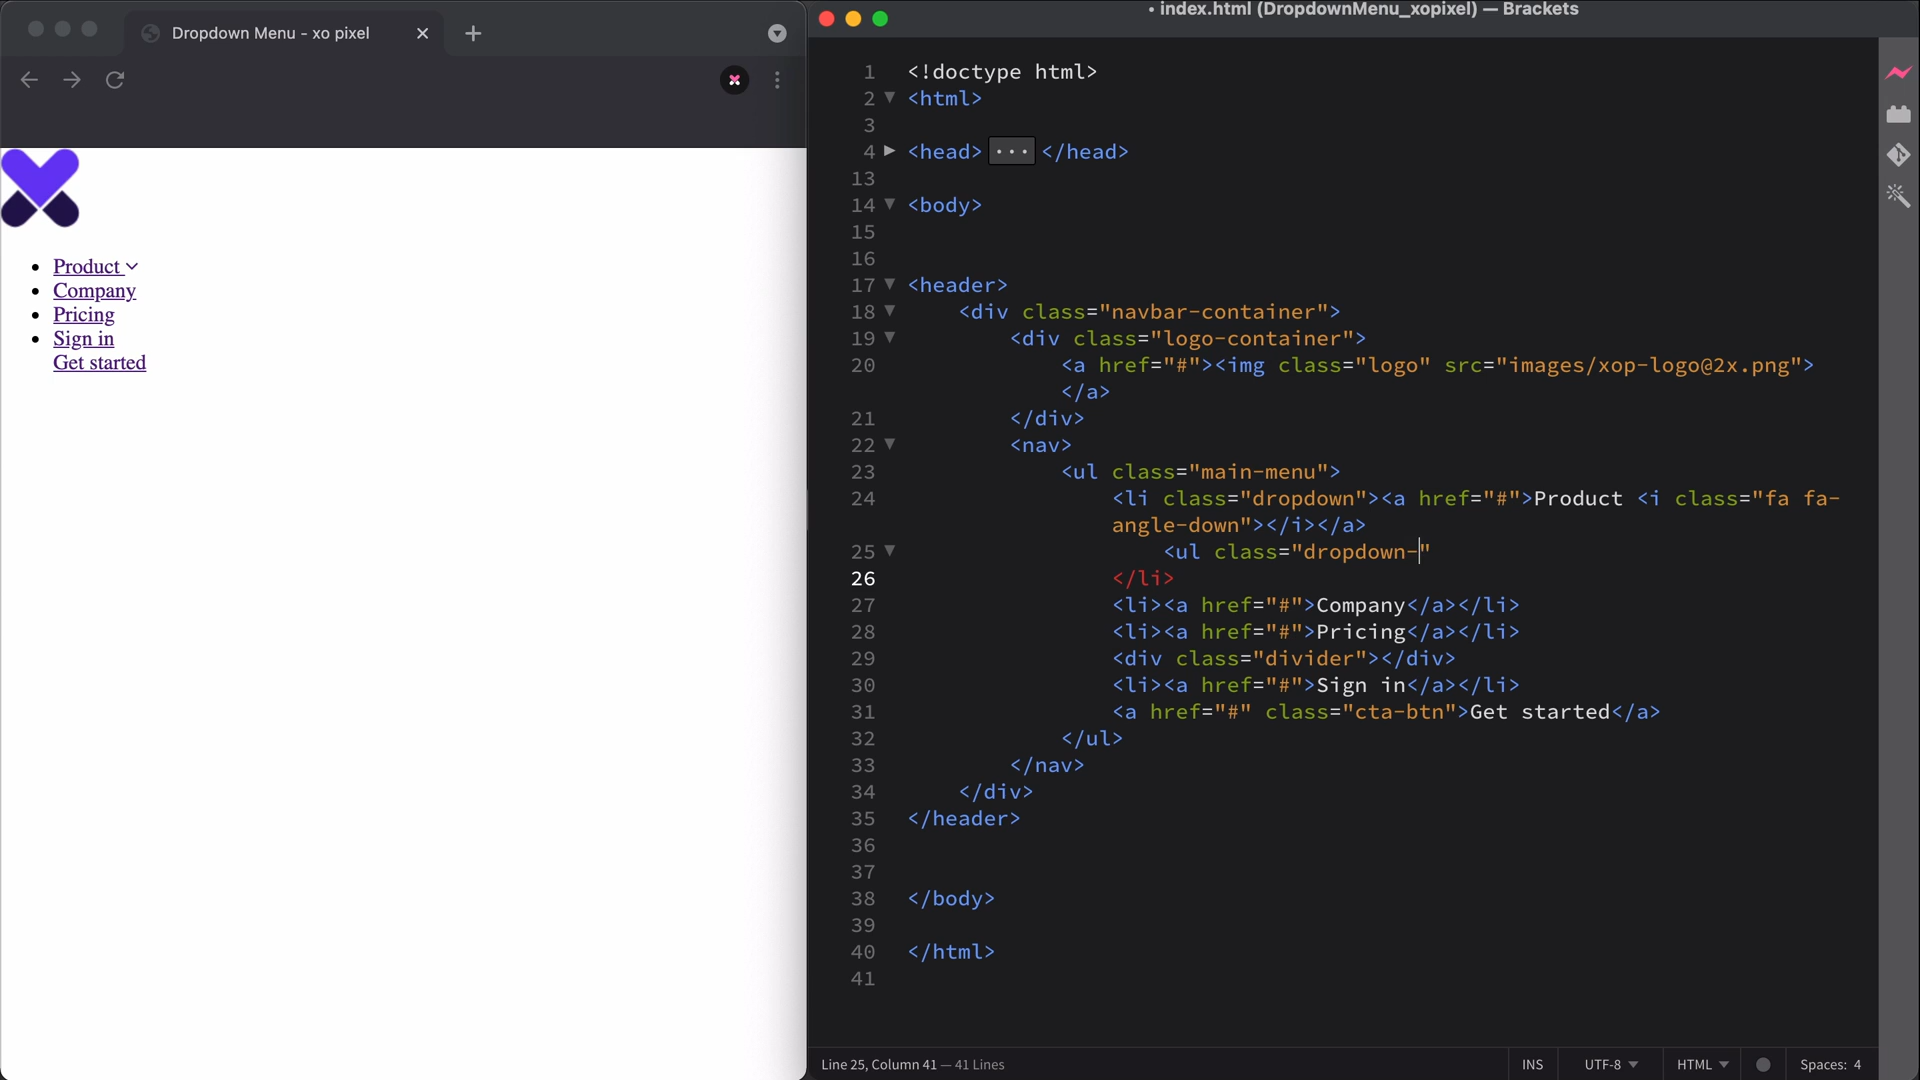 Dropdown Menu - xo pixel
Product
Company
Pricing
Sign in
Get started
• index.html (DropdownMenu_xopixel) — Brackets
1 <!doctype html>
2 <html>
3
4 <head> ... </head>
13
14 <body>
15
16
17 <header>
18 <div class="navbar-container">
19 <div class="logo-container">
20 <a href="#"><img class="logo" src="images/xop-logo@2x.png">
</a>
21 </div>
22 <nav>
23 <ul class="main-menu">
24 <li class="dropdown"><a href="#">Product <i class="fa fa-
angle-down"></i></a>
25 <ul class="dropdown-"
26 </li>
27 <li><a href="#">Company</a></li>
28 <li><a href="#">Pricing</a></li>
29 <div class="divider"></div>
30 <li><a href="#">Sign in</a></li>
31 <a href="#" class="cta-btn">Get started</a>
32 </ul>
33 </nav>
34 </div>
35 </header>
36
37
38 </body>
39
40 </html>
41
Line 25, Column 41 — 41 Lines
INS UTF-8 HTML Spaces: 4